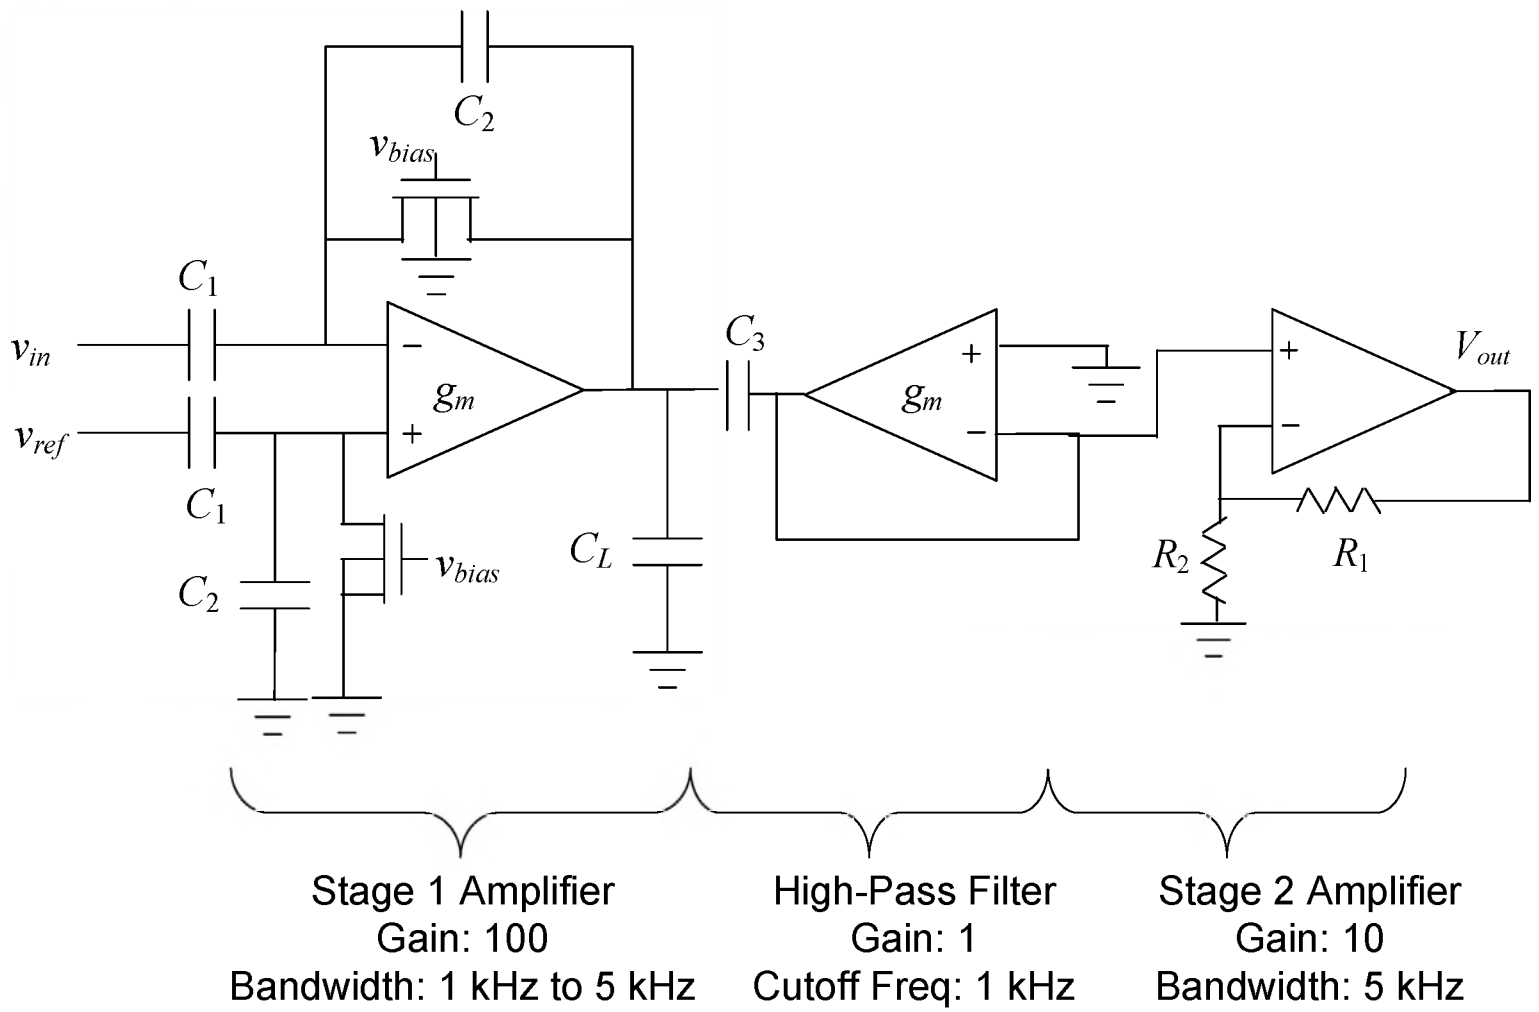 C2
vbias
C1
vin
−
gm
+
vref
C1
C2
vbias
CL
C3
+
gm
−
+
−
Vout
R2
R1
Stage 1 Amplifier
Gain: 100
Bandwidth: 1 kHz to 5 kHz
High-Pass Filter
Gain: 1
Cutoff Freq: 1 kHz
Stage 2 Amplifier
Gain: 10
Bandwidth: 5 kHz